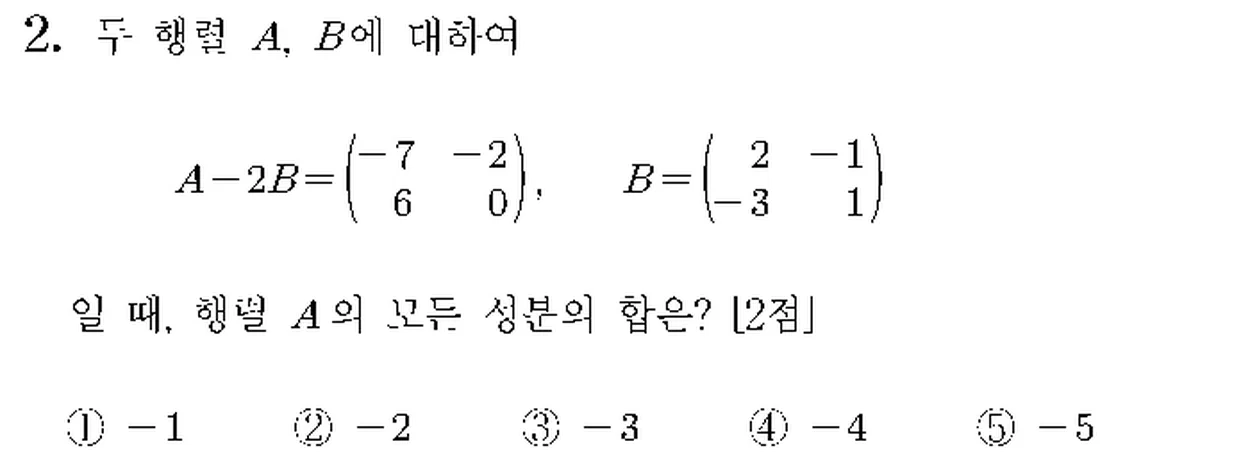 2. 두 행렬 A, B에 대하여
A−2B=(−7 −2
6 0), B=(2 −1
−3 1)
일 때, 행렬 A의 모든 성분의 합은? [2점]
① −1 ② −2 ③ −3 ④ −4 ⑤ −5